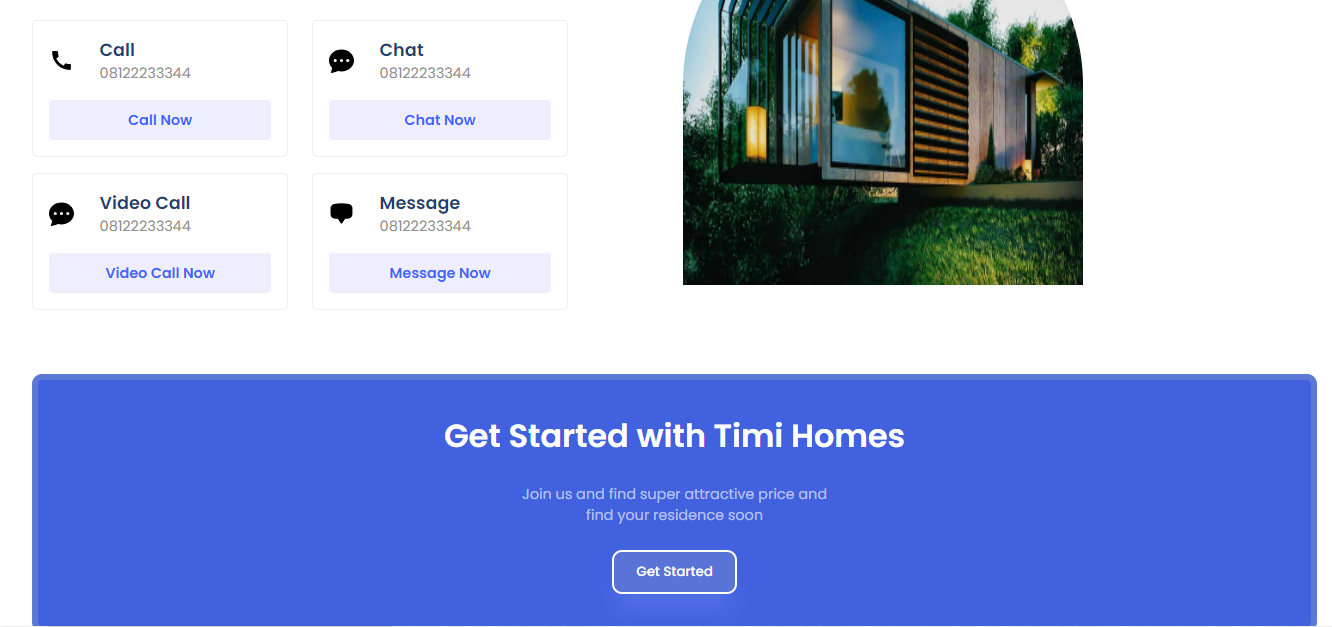 Call
08122233344
Call Now
Chat
08122233344
Chat Now
Video Call
08122233344
Video Call Now
Message
08122233344
Message Now
Get Started with Timi Homes
Join us and find super attractive price and
find your residence soon
Get Started